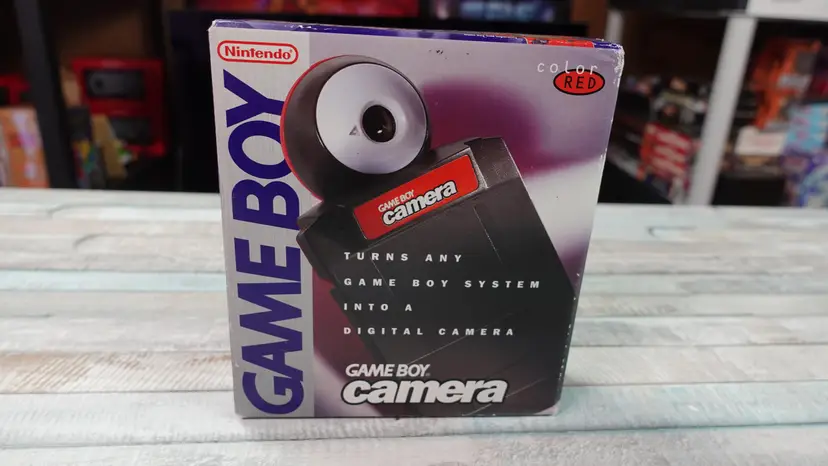 Nintendo
GAME BOY
color
RED
GAME BOY
camera
TURNS ANY
GAME BOY SYSTEM
INTO A
DIGITAL CAMERA
GAME BOY
camera